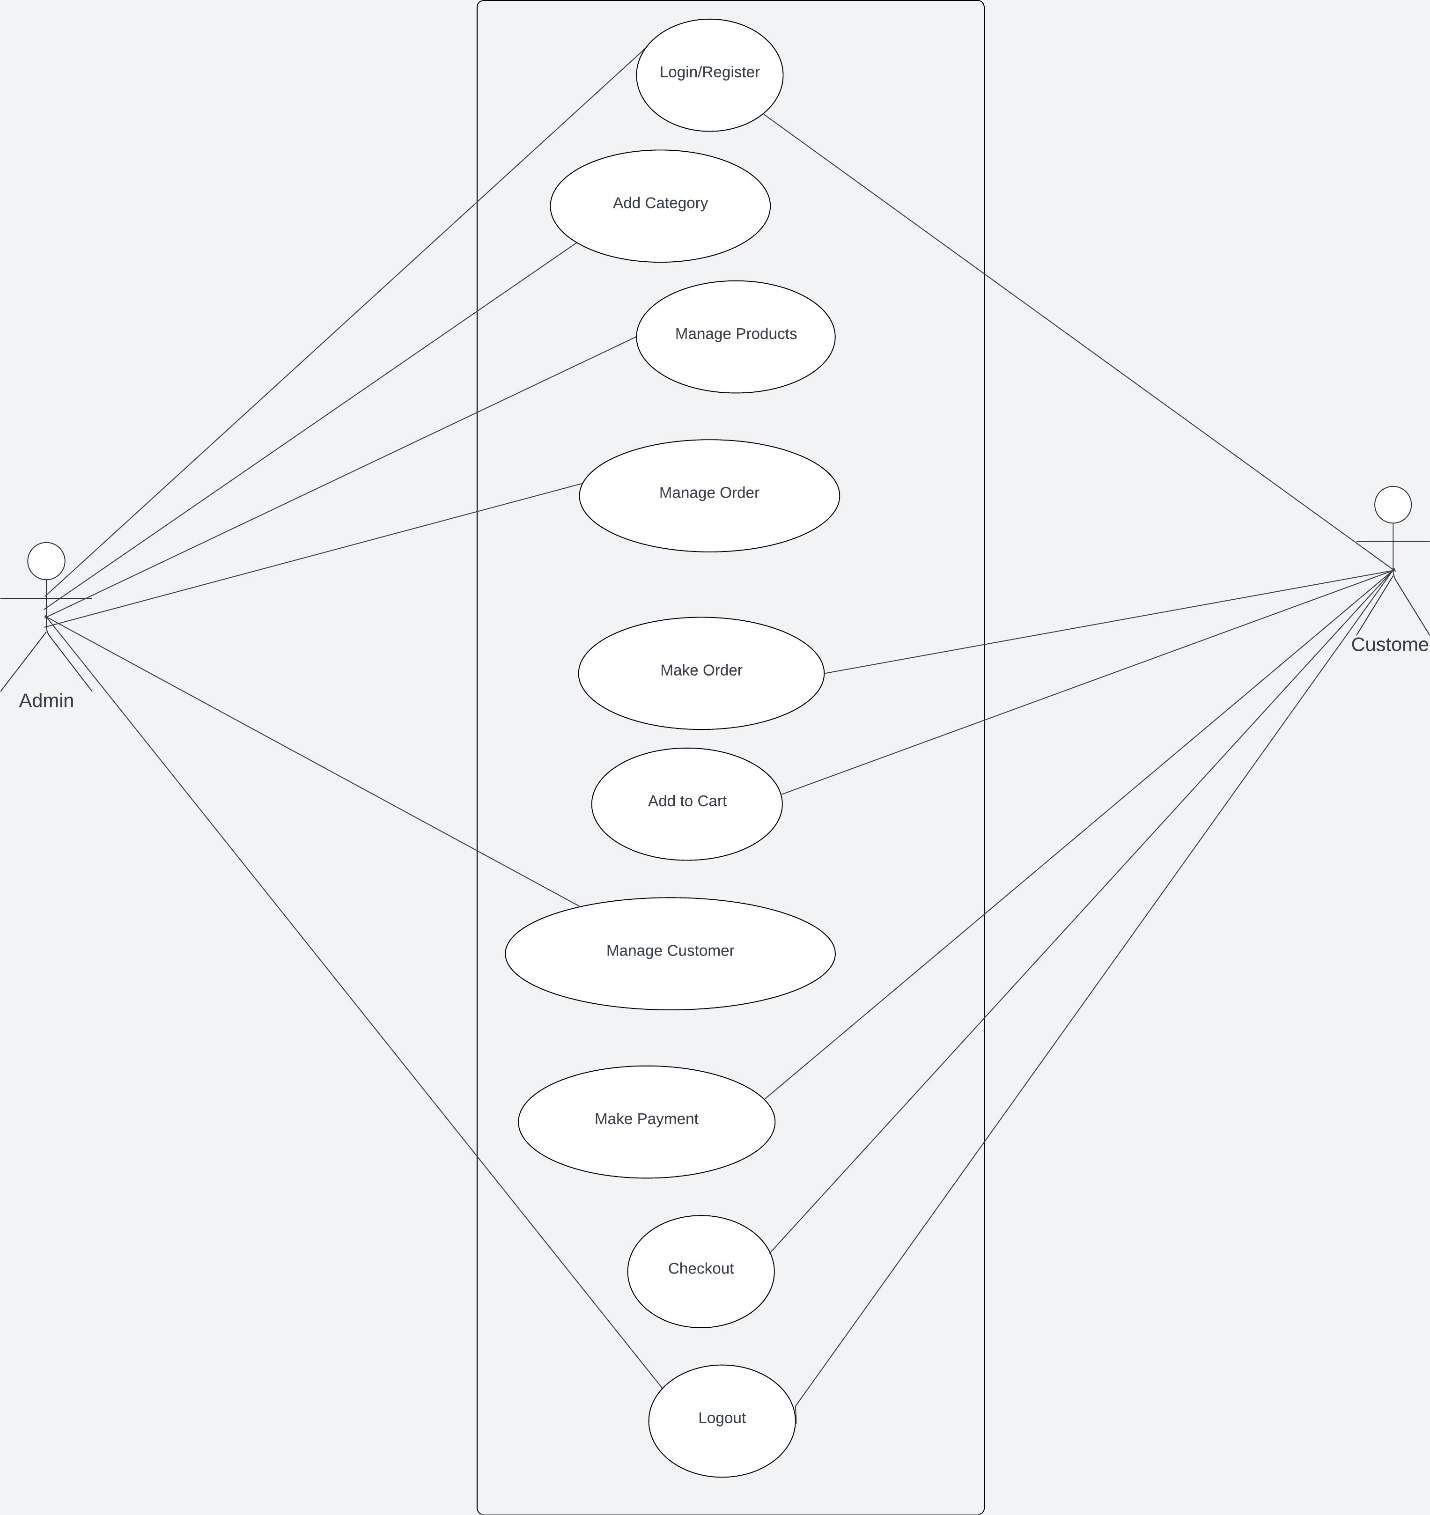 Login/Register
Add Category
Manage Products
Manage Order
Make Order
Custome
Admin
Add to Cart
Manage Customer
Make Payment
Checkout
Logout